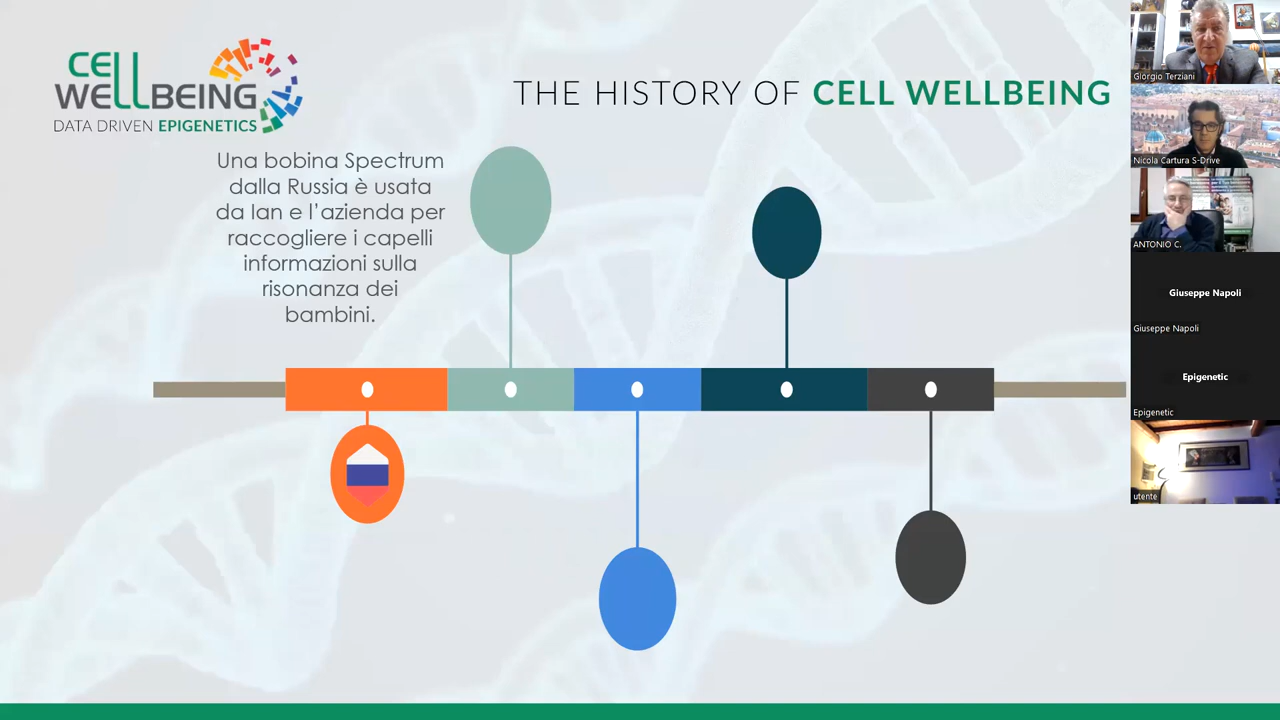 CELL
WELLBEING
DATA DRIVEN EPIGENETICS
THE HISTORY OF CELL WELLBEING
Una bobina Spectrum
dalla Russia è usata
da Ian e l’azienda per
raccogliere i capelli
informazioni sulla
risonanza dei
bambini.
Giorgio Terziani
Nicola Cartura S-Drive
ANTONIO C.
Giuseppe Napoli
Giuseppe Napoli
Epigenetic
Epigenetic
utente